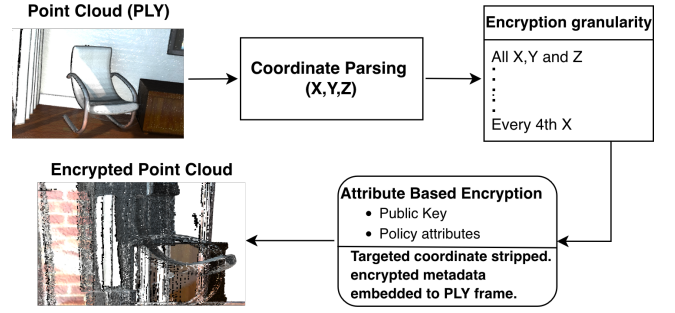 Point Cloud (PLY)
Coordinate Parsing
(X,Y,Z)
Encryption granularity
All X,Y and Z
Every 4th X
Attribute Based Encryption
• Public Key
• Policy attributes
Targeted coordinate stripped.
encrypted metadata
embedded to PLY frame.
Encrypted Point Cloud